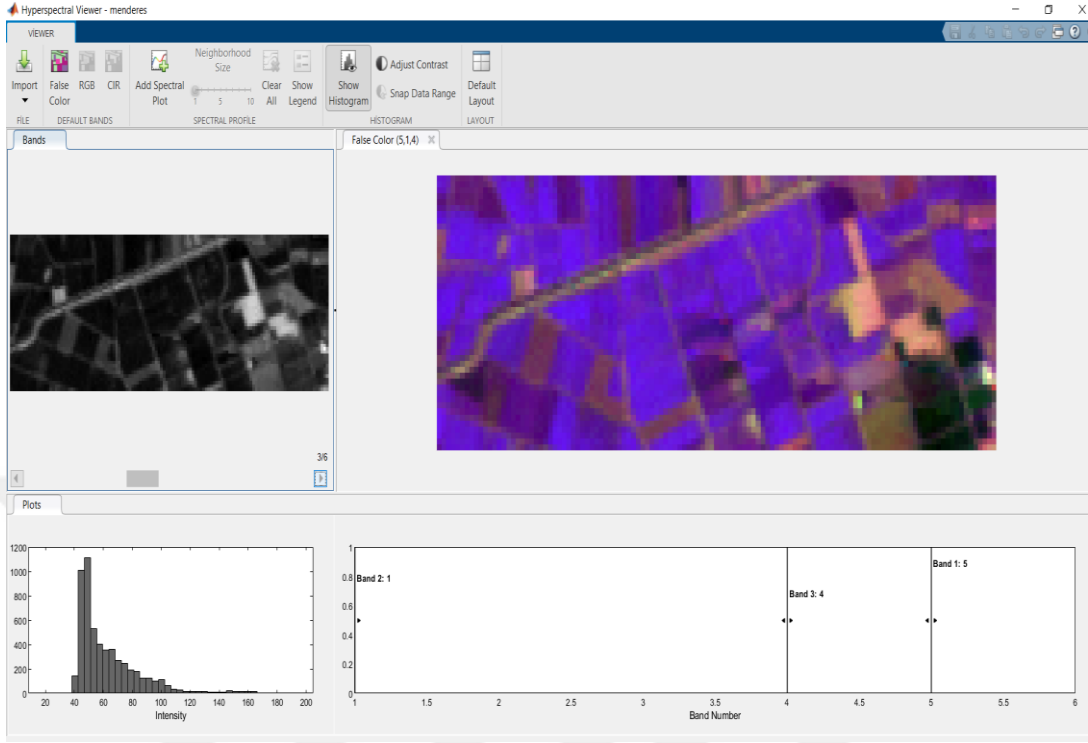 Hyperspectral Viewer - menderes
VIEWER
Import
False Color
RGB
CIR
Add Spectral Plot
Neighborhood Size
1 5 10
Clear All
Show Legend
Show Histogram
Adjust Contrast
Snap Data Range
Default Layout
FILE DEFAULT BANDS SPECTRAL PROFILE HISTOGRAM LAYOUT
Bands
False Color (5,1,4)
3/6
Plots
1200
1000
800
600
400
200
0
20 40 60 80 100 120 140 160 180 200
Intensity
1
0.8
0.6
0.4
0.2
0
Band 2: 1
Band 3: 4
Band 1: 5
1 1.5 2 2.5 3 3.5 4 4.5 5 5.5 6
Band Number